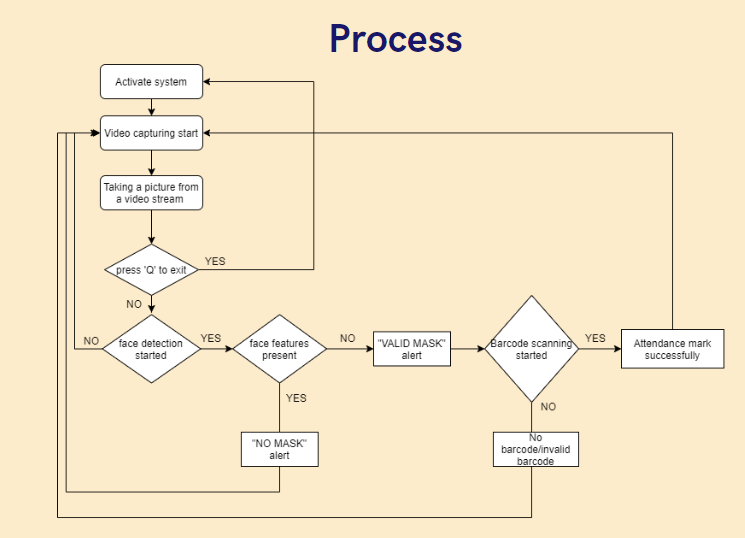 Process
Activate system
Video capturing start
Taking a picture from
a video stream
press 'Q' to exit
YES
NO
face detection
started
NO
YES
face features
present
NO
"VALID MASK"
alert
Barcode scanning
started
YES
Attendance mark
successfully
YES
NO
"NO MASK"
alert
No
barcode/invalid
barcode